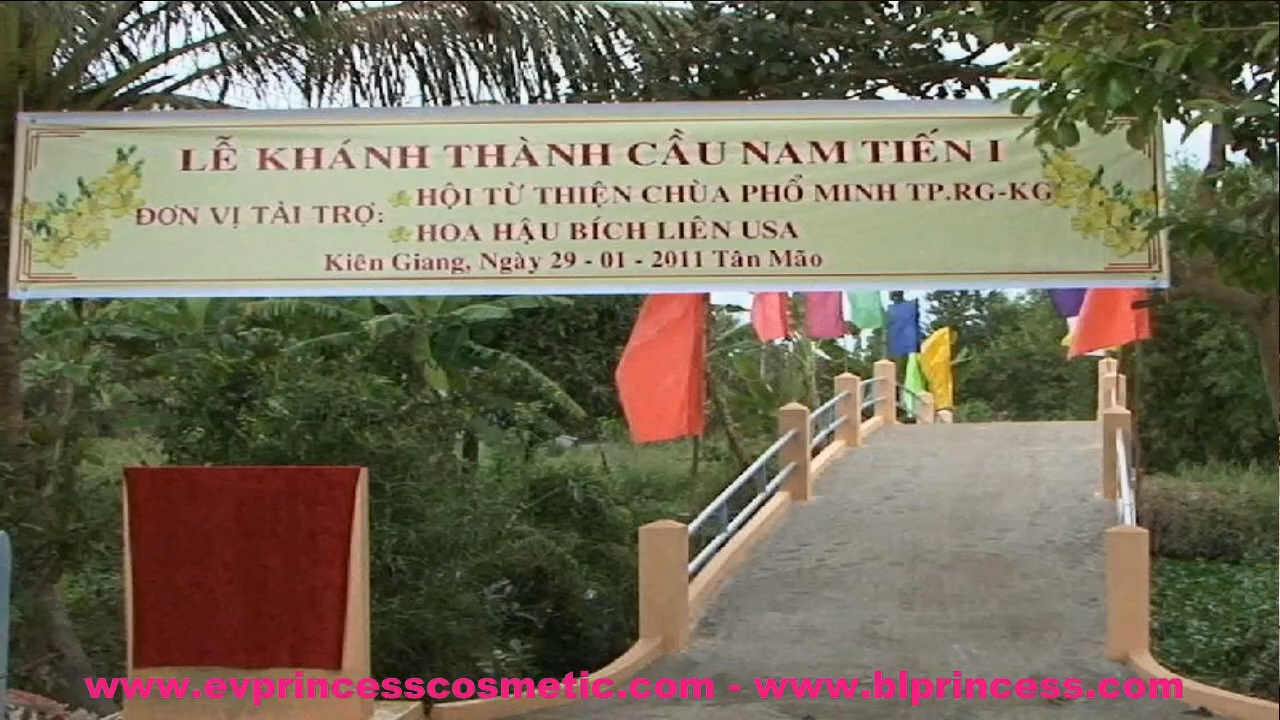 LỄ KHÁNH THÀNH CẦU NAM TIẾN I
ĐƠN VỊ TÀI TRỢ:
HỘI TỪ THIỆN CHÙA PHỔ MINH TP.RG-KG
HOA HẬU BÍCH LIÊN USA
Kiên Giang, Ngày 29 - 01 - 2011 Tân Mão
www.evprincesscosmetic.com - www.blprincess.com